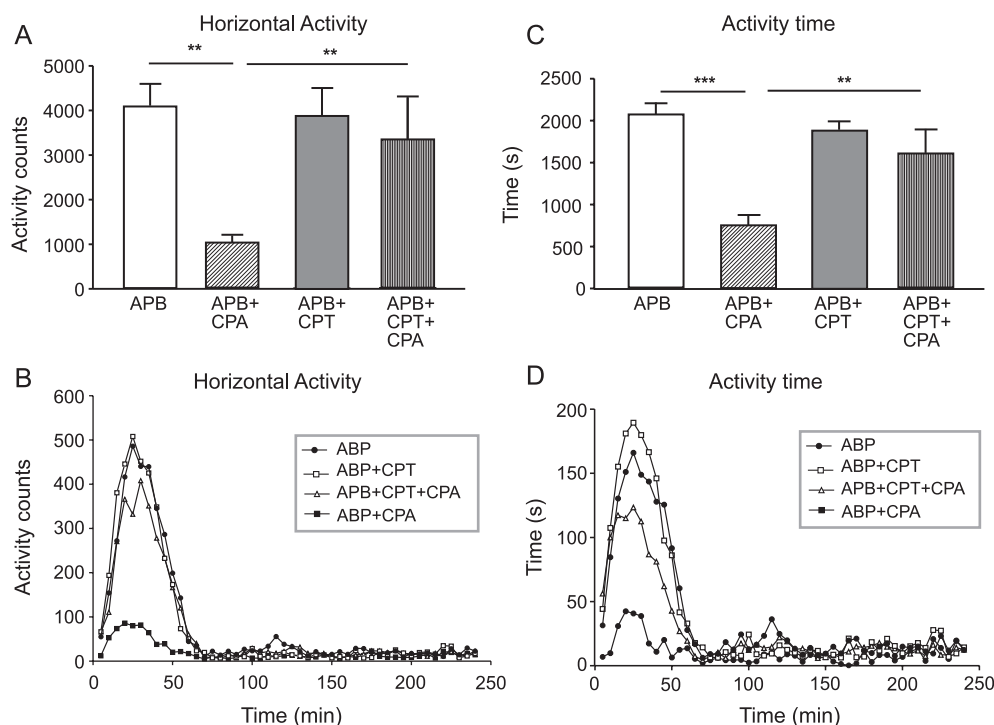 A
Horizontal Activity
**
**
5000
4000
3000
2000
1000
0
Activity counts
APB
APB+
CPA
APB+
CPT
APB+
CPT+
CPA
C
Activity time
***
**
2500
2000
1500
1000
500
0
Time (s)
APB
APB+
CPA
APB+
CPT
APB+
CPT+
CPA
B
Horizontal Activity
600
500
400
300
200
100
0
Activity counts
ABP
ABP+CPT
APB+CPT+CPA
ABP+CPA
0 50 100 150 200 250
Time (min)
D
Activity time
200
150
100
50
0
Time (s)
ABP
ABP+CPT
APB+CPT+CPA
ABP+CPA
0 50 100 150 200 250
Time (min)